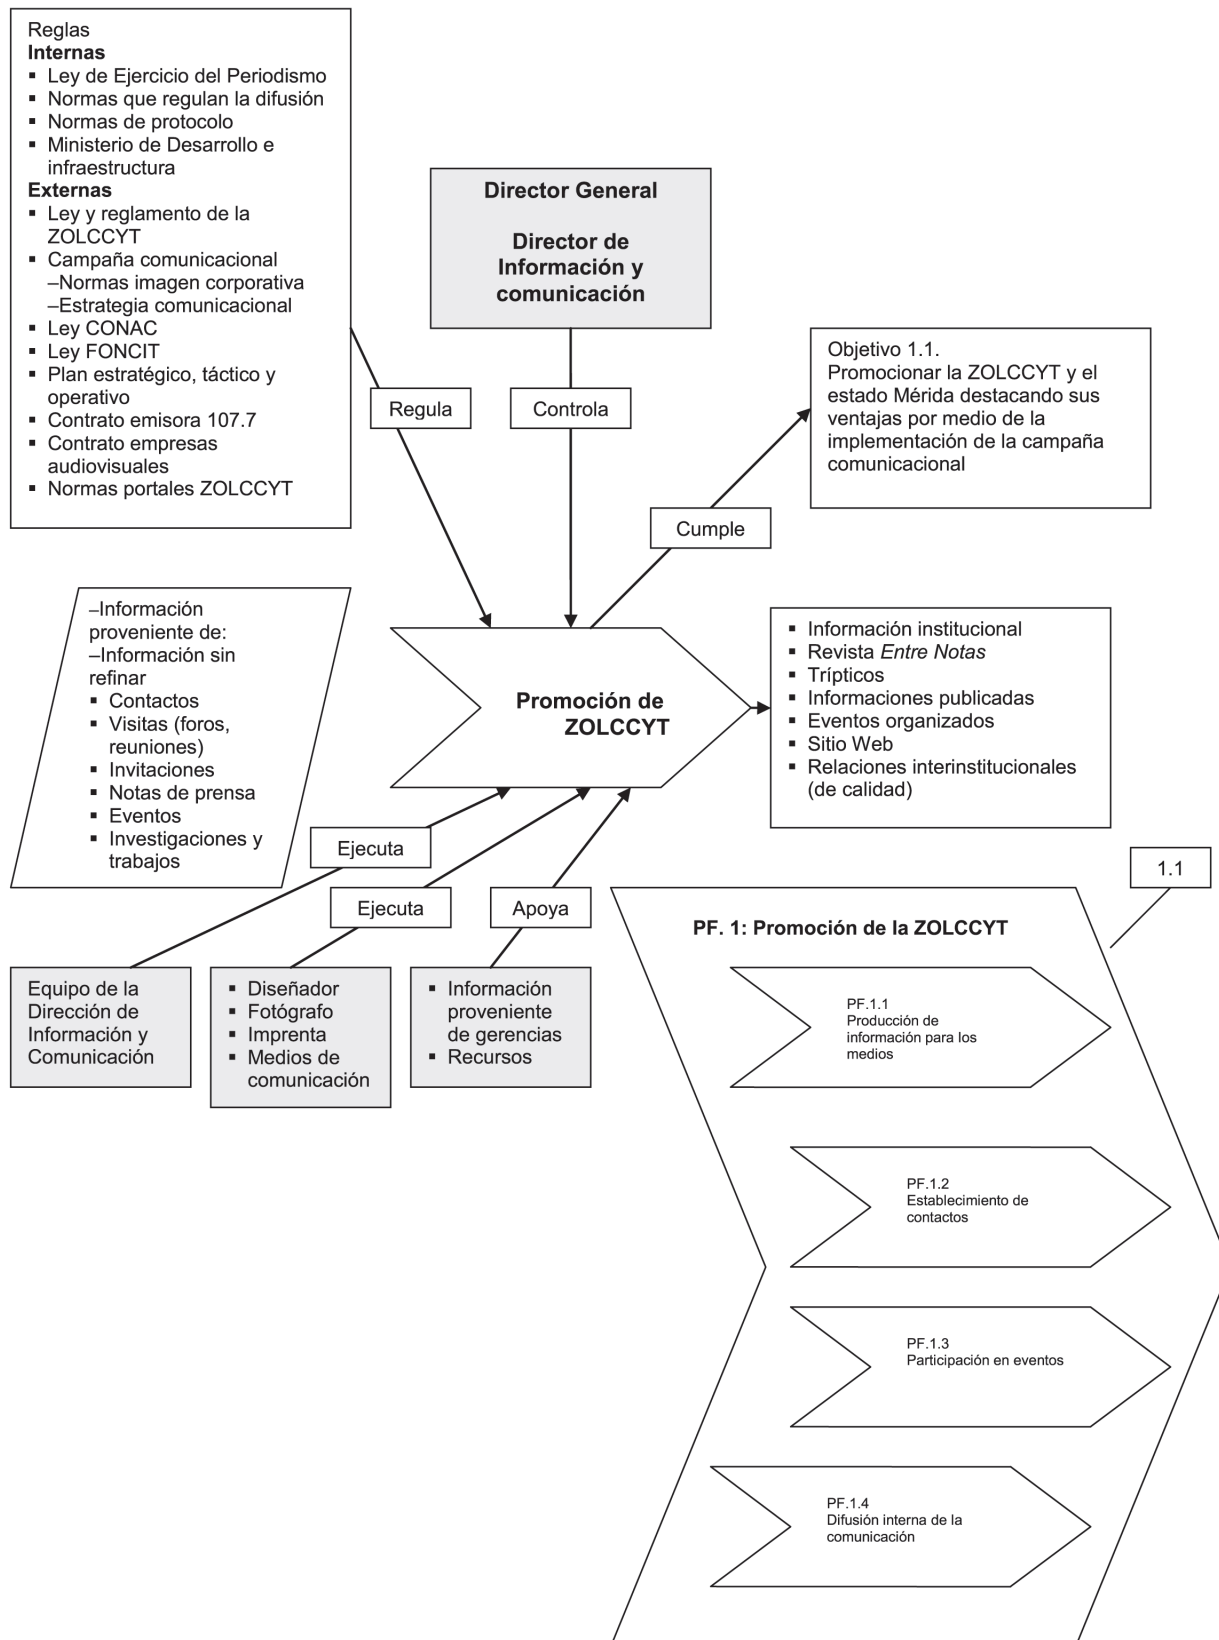 Reglas
Internas
▪ Ley de Ejercicio del Periodismo
▪ Normas que regulan la difusión
▪ Normas de protocolo
▪ Ministerio de Desarrollo e
infraestructura
Externas
▪ Ley y reglamento de la
ZOLCCYT
▪ Campaña comunicacional
–Normas imagen corporativa
–Estrategia comunicacional
▪ Ley CONAC
▪ Ley FONCIT
▪ Plan estratégico, táctico y
operativo
▪ Contrato emisora 107.7
▪ Contrato empresas
audiovisuales
▪ Normas portales ZOLCCYT
Director General
Director de
Información y
comunicación
Regula
Controla
Objetivo 1.1.
Promocionar la ZOLCCYT y el
estado Mérida destacando sus
ventajas por medio de la
implementación de la campaña
comunicacional
Cumple
–Información
proveniente de:
–Información sin
refinar
▪ Contactos
▪ Visitas (foros,
reuniones)
▪ Invitaciones
▪ Notas de prensa
▪ Eventos
▪ Investigaciones y
trabajos
Promoción de
ZOLCCYT
▪ Información institucional
▪ Revista Entre Notas
▪ Trípticos
▪ Informaciones publicadas
▪ Eventos organizados
▪ Sitio Web
▪ Relaciones interinstitucionales
(de calidad)
Ejecuta
Ejecuta
Apoya
Equipo de la
Dirección de
Información y
Comunicación
▪ Diseñador
▪ Fotógrafo
▪ Imprenta
▪ Medios de
comunicación
▪ Información
proveniente
de gerencias
▪ Recursos
1.1
PF. 1: Promoción de la ZOLCCYT
PF.1.1
Producción de
información para los
medios
PF.1.2
Establecimiento de
contactos
PF.1.3
Participación en eventos
PF.1.4
Difusión interna de la
comunicación